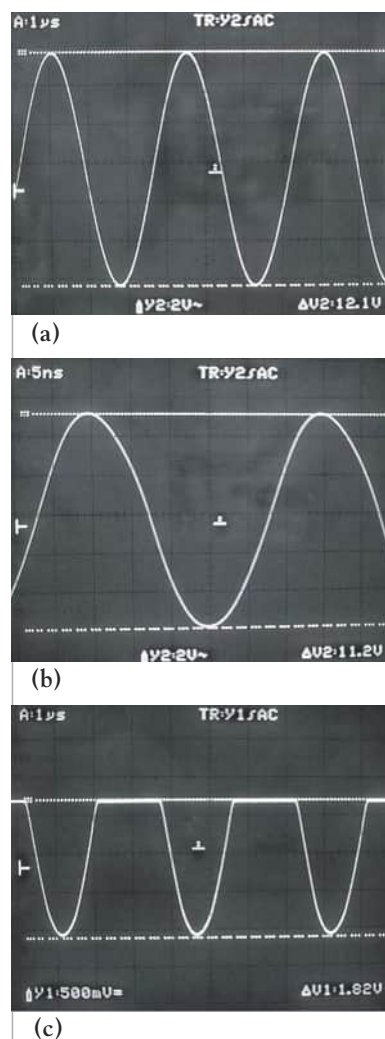 A:1µs TR:Y2∫AC
Y2:2V~ ΔV2:12.1V
(a)
A:5ns TR:Y2∫AC
Y2:2V~ ΔV2:11.2V
(b)
A:1µs TR:Y1∫AC
Y1:500mV= ΔV1:1.82V
(c)